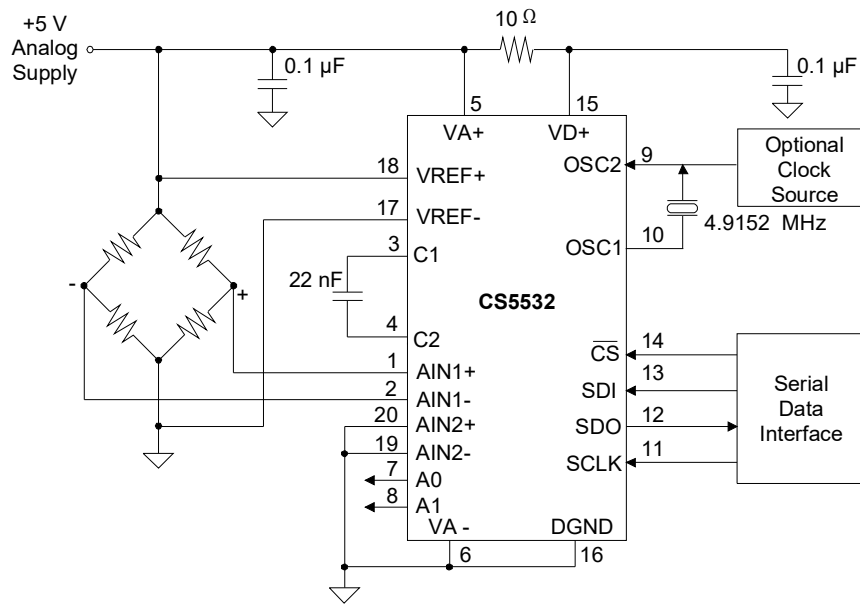 +5 V
Analog
Supply
10 Ω
0.1 µF
0.1 µF
5
15
VA+
VD+
18
VREF+
17
VREF-
3
C1
22 nF
4
C2
1
AIN1+
2
AIN1-
20
AIN2+
19
AIN2-
7
A0
8
A1
VA -
6
DGND
16
CS5532
OSC2
9
Optional
Clock
Source
4.9152 MHz
OSC1
10
CS
14
SDI
13
SDO
12
SCLK
11
Serial
Data
Interface
-
+